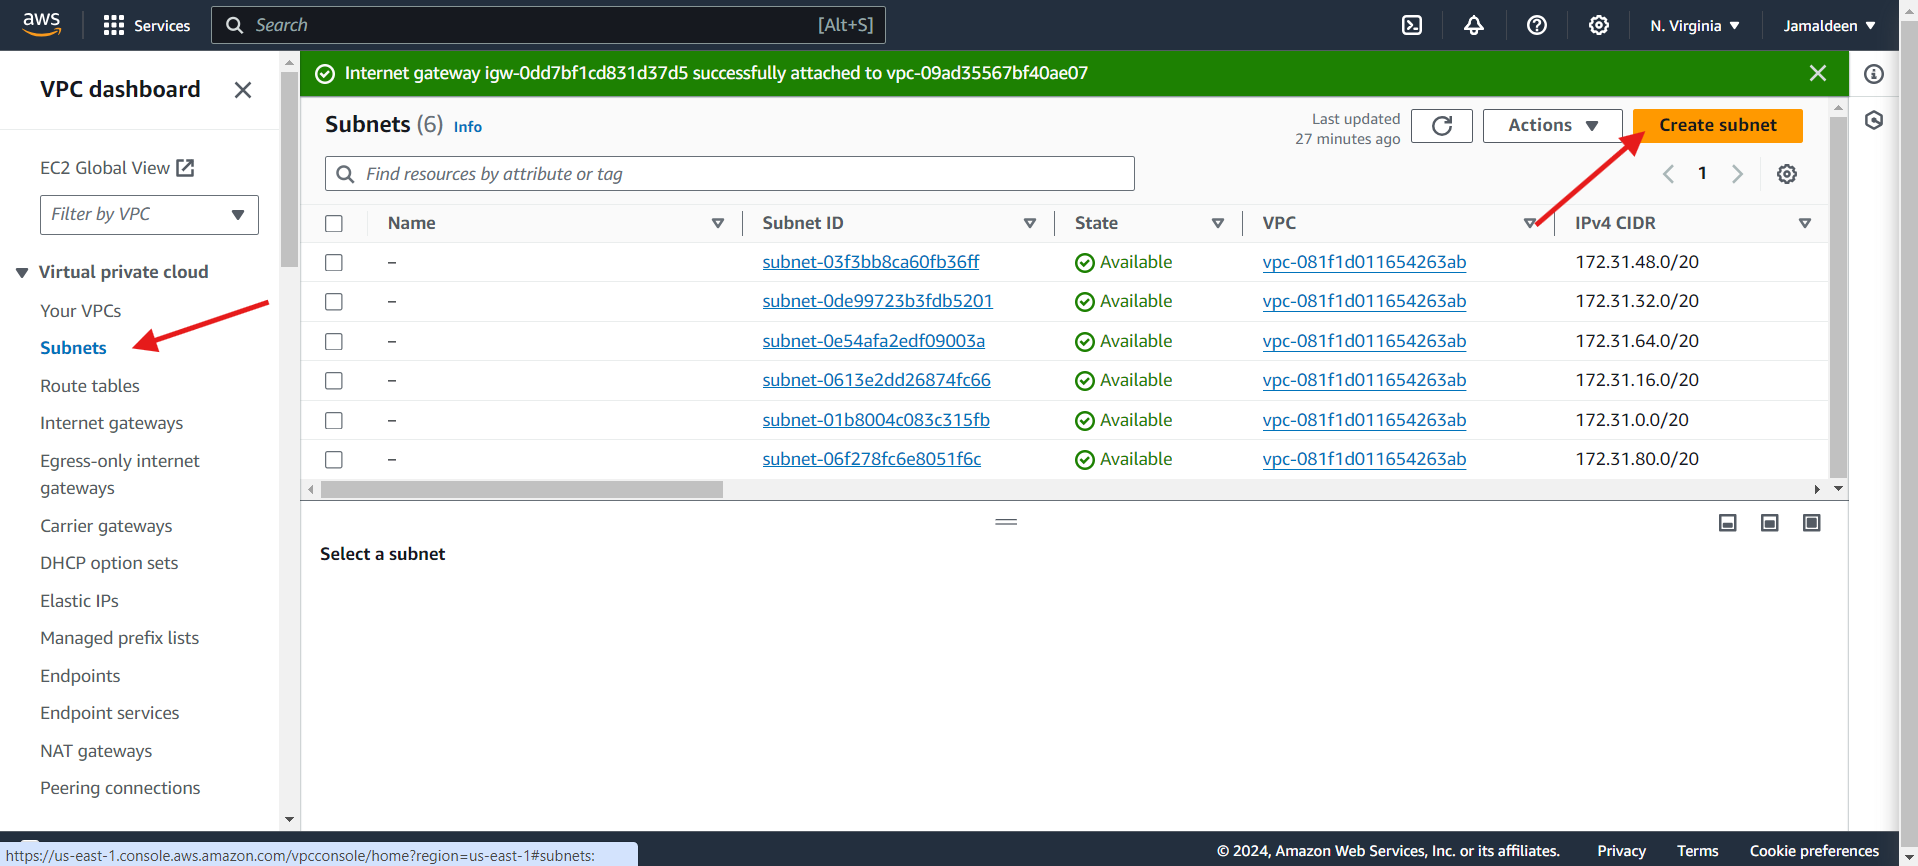 aws
Services
Search [Alt+S]
N. Virginia
Jamaldeen
VPC dashboard
EC2 Global View
Filter by VPC
Virtual private cloud
Your VPCs
Subnets
Route tables
Internet gateways
Egress-only internet
gateways
Carrier gateways
DHCP option sets
Elastic IPs
Managed prefix lists
Endpoints
Endpoint services
NAT gateways
Peering connections
Internet gateway igw-0dd7bf1cd831d37d5 successfully attached to vpc-09ad35567bf40ae07
Subnets (6) Info
Last updated
27 minutes ago
Actions
Create subnet
Find resources by attribute or tag
1
Name Subnet ID State VPC IPv4 CIDR
– subnet-03f3bb8ca60fb36ff Available vpc-081f1d011654263ab 172.31.48.0/20
– subnet-0de99723b3fdb5201 Available vpc-081f1d011654263ab 172.31.32.0/20
– subnet-0e54afa2edf09003a Available vpc-081f1d011654263ab 172.31.64.0/20
– subnet-0613e2dd26874fc66 Available vpc-081f1d011654263ab 172.31.16.0/20
– subnet-01b8004c083c315fb Available vpc-081f1d011654263ab 172.31.0.0/20
– subnet-06f278fc6e8051f6c Available vpc-081f1d011654263ab 172.31.80.0/20
Select a subnet
https://us-east-1.console.aws.amazon.com/vpcconsole/home?region=us-east-1#subnets:
© 2024, Amazon Web Services, Inc. or its affiliates. Privacy Terms Cookie preferences